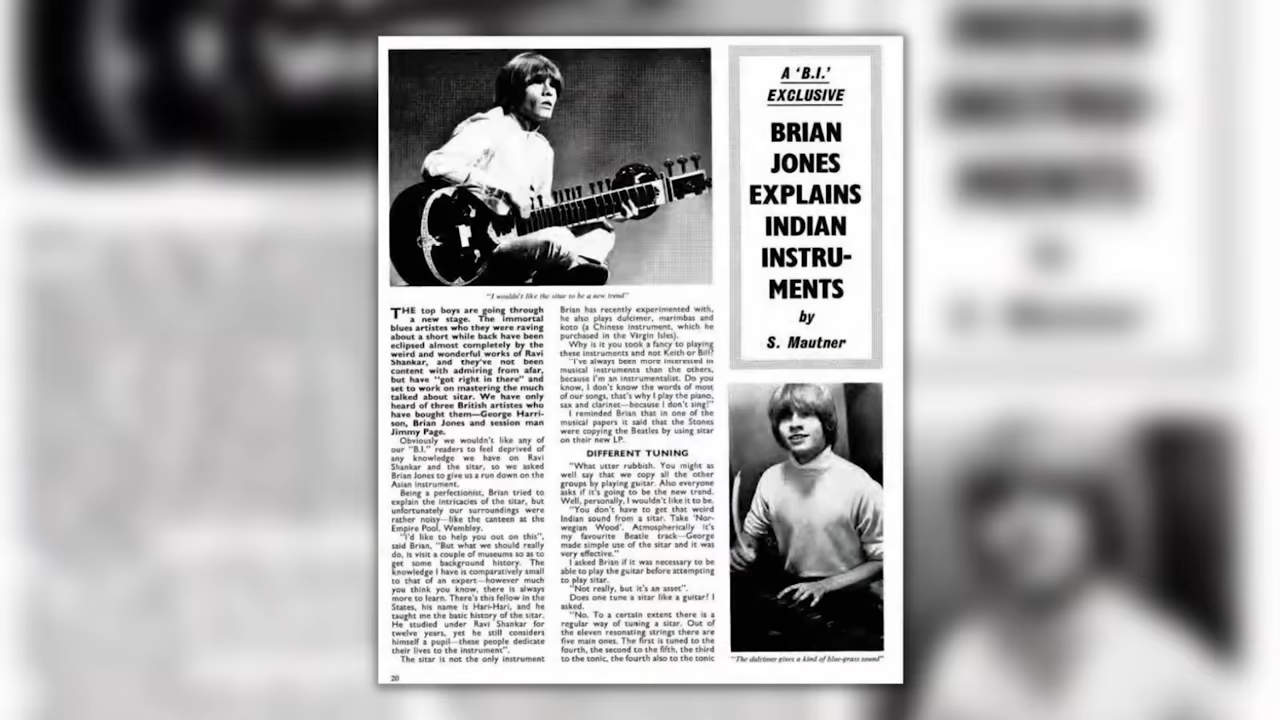 A 'B.I.'
EXCLUSIVE
BRIAN
JONES
EXPLAINS
INDIAN
INSTRU-
MENTS
by
S. Mautner
"I wouldn't like the sitar to be a new trend"
THE top boys are going through
a new stage. The immortal
blues artistes who they were raving
about a short while back have been
eclipsed almost completely by the
weird and wonderful works of Ravi
Shankar, and they've not been
content with admiring from afar,
but have "got right in there" and
set to work on mastering the much
talked about sitar. We have only
heard of three British artistes who
have bought them—George Harri-
son, Brian Jones and session man
Jimmy Page.
Obviously we wouldn't like any of
our "B.I." readers to feel deprived of
any knowledge we have on Ravi
Shankar and the sitar, so we asked
Brian Jones to give us a run down on the
Asian instrument.
Being a perfectionist, Brian tried to
explain the intricacies of the sitar, but
unfortunately our surroundings were
rather noisy—like the canteen at the
Empire Pool, Wembley.
"I'd like to help you out on this",
said Brian, "But what we should really
do, is visit a couple of museums so as to
get some background history. The
knowledge I have is comparatively small
to that of an expert—however much
you think you know, there is always
more to learn. There's this fellow in the
States, his name is Hari-Hari, and he
taught me the basic history of the sitar.
He studied under Ravi Shankar for
twelve years, yet he still considers
himself a pupil—these people dedicate
their lives to the instrument".
The sitar is not the only instrument
Brian has recently experimented with,
he also plays dulcimer, marimbas and
koto (a Chinese instrument, which he
purchased in the Virgin Isles).
Why is it you took a fancy to playing
these instruments and not Keith or Bill?
"I've always been more interested in
musical instruments than the others,
because I'm an instrumentalist. Do you
know, I don't know the words of most
of our songs, that's why I play the piano,
sax and clarinet—because I don't sing!"
I reminded Brian that in one of the
musical papers it said that the Stones
were copying the Beatles by using sitar
on their new LP.
DIFFERENT TUNING
"What utter rubbish. You might as
well say that we copy all the other
groups by playing guitar. Also everyone
asks if it's going to be the new trend.
Well, personally, I wouldn't like it to be.
"You don't have to get that weird
Indian sound from a sitar. Take 'Nor-
wegian Wood'. Atmospherically it's
my favourite Beatle track—George
made simple use of the sitar and it was
very effective."
I asked Brian if it was necessary to be
able to play the guitar before attempting
to play sitar.
"Not really, but it's an asset".
Does one tune a sitar like a guitar? I
asked.
"No. To a certain extent there is a
regular way of tuning a sitar. Out of
the eleven resonating strings there are
five main ones. The first is tuned to the
fourth, the second to the fifth, the third
to the tonic, the fourth also to the tonic
"The dulcimer gives a kind of blue-grass sound"
20